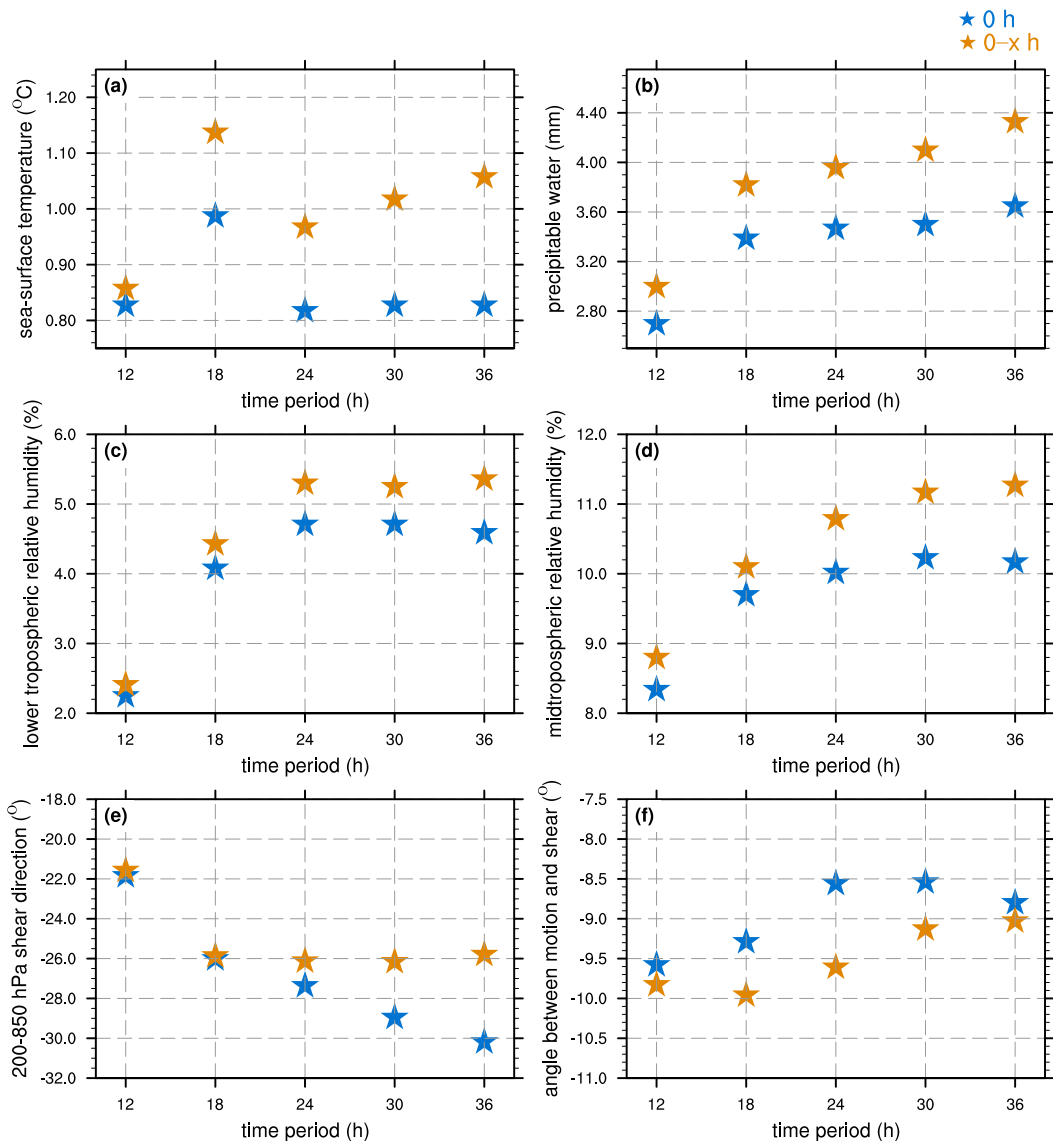 0 h
0–x h
(a)
sea-surface temperature (°C)
1.20
1.10
1.00
0.90
0.80
12 18 24 30 36
time period (h)
(b)
precipitable water (mm)
4.40
4.00
3.60
3.20
2.80
12 18 24 30 36
time period (h)
(c)
lower tropospheric relative humidity (%)
6.0
5.0
4.0
3.0
2.0
12 18 24 30 36
time period (h)
(d)
midtropospheric relative humidity (%)
12.0
11.0
10.0
9.0
8.0
12 18 24 30 36
time period (h)
(e)
200-850 hPa shear direction (°)
-18.0
-20.0
-22.0
-24.0
-26.0
-28.0
-30.0
-32.0
12 18 24 30 36
time period (h)
(f)
angle between motion and shear (°)
-7.5
-8.0
-8.5
-9.0
-9.5
-10.0
-10.5
-11.0
12 18 24 30 36
time period (h)